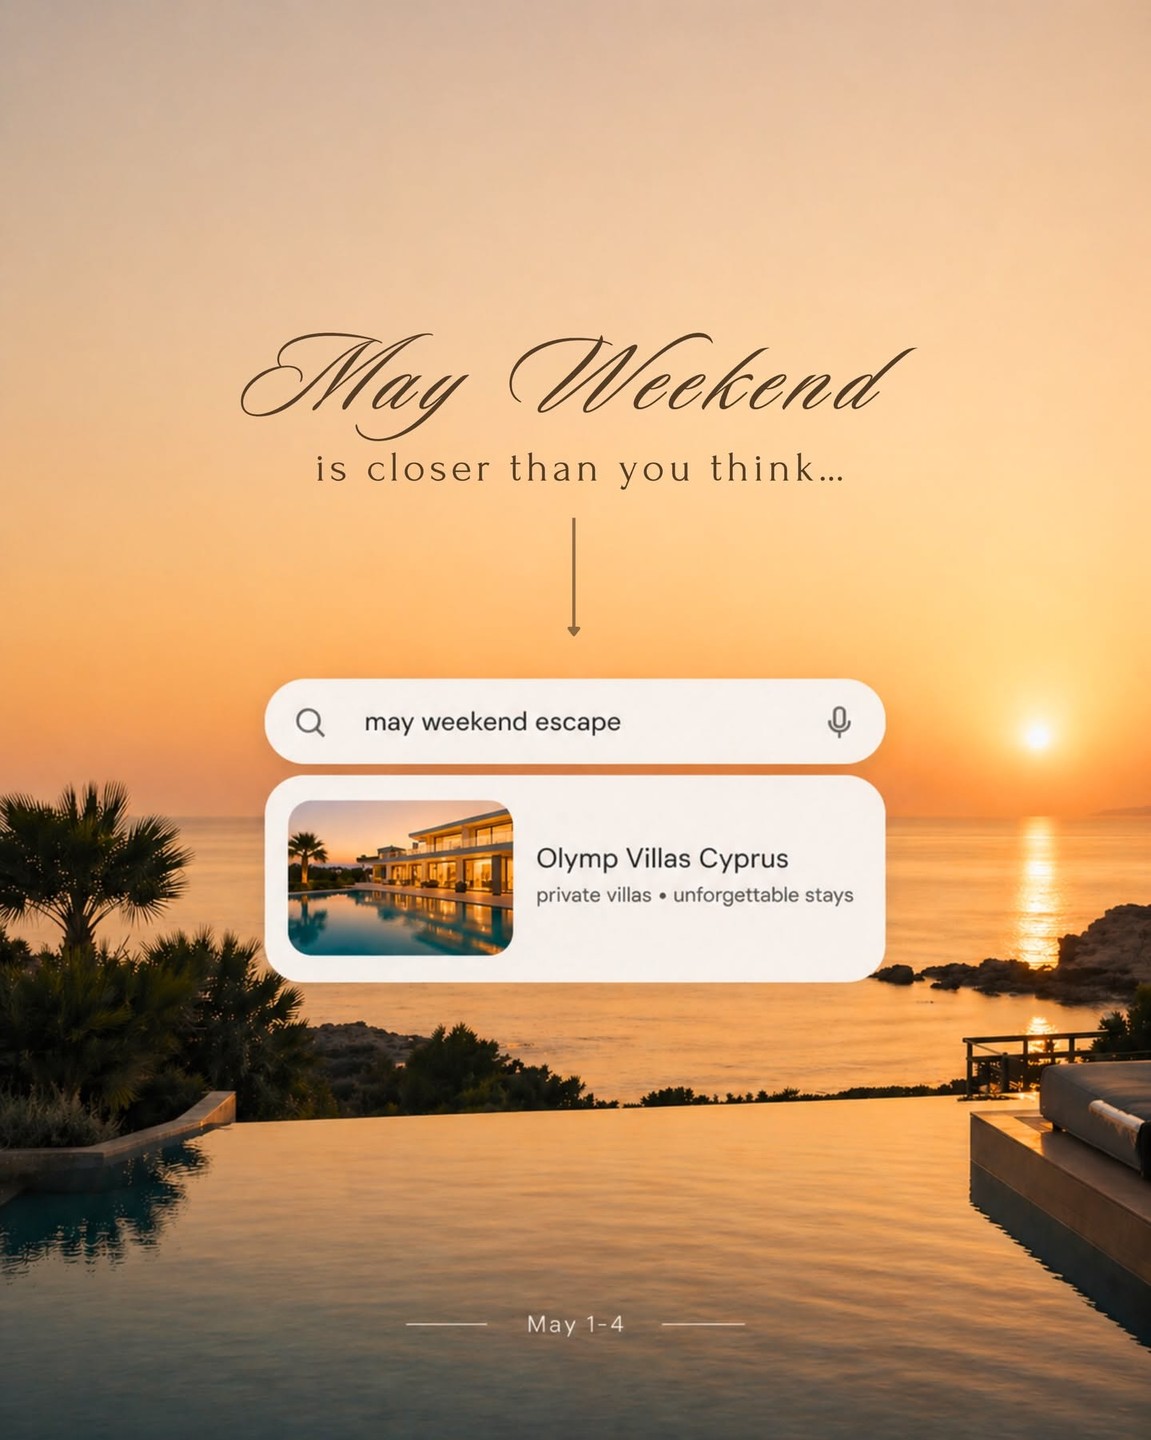 May Weekend
is closer than you think...
may weekend escape
Olymp Villas Cyprus
private villas • unforgettable stays
May 1-4